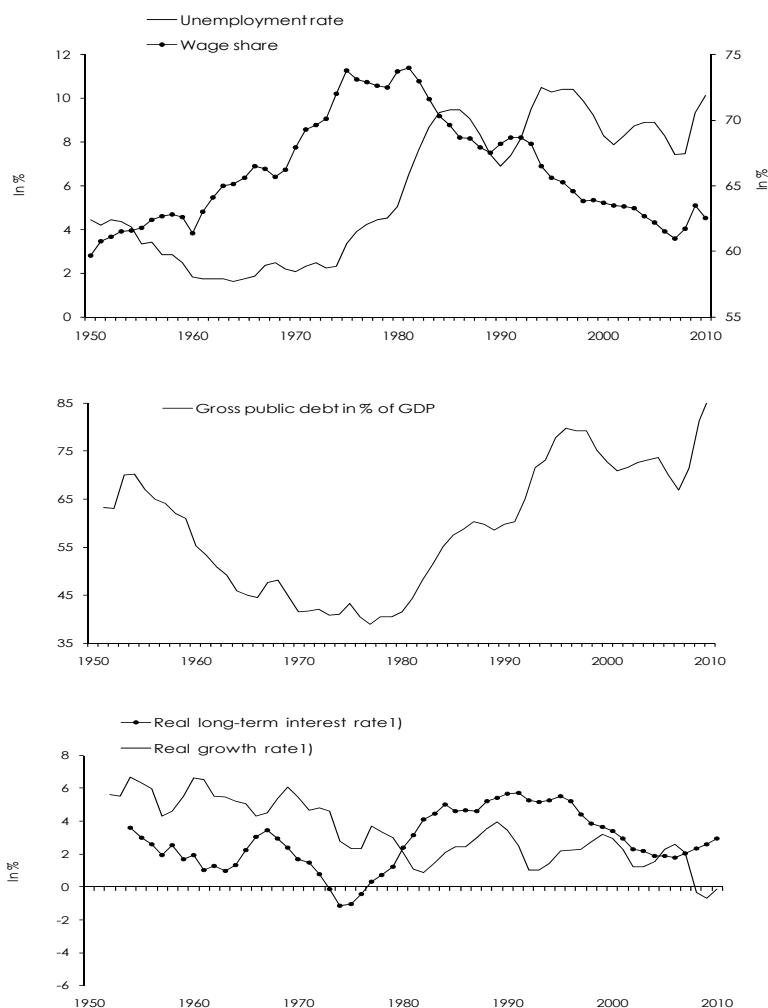 Unemployment rate
Wage share
12
10
8
6
4
2
0
In %
75
70
65
60
55
In %
1950 1960 1970 1980 1990 2000 2010
Gross public debt in % of GDP
85
75
65
55
45
35
1950 1960 1970 1980 1990 2000 2010
Real long-term interest rate1)
Real growth rate1)
8
6
4
2
0
-2
-4
-6
In %
1950 1960 1970 1980 1990 2000 2010